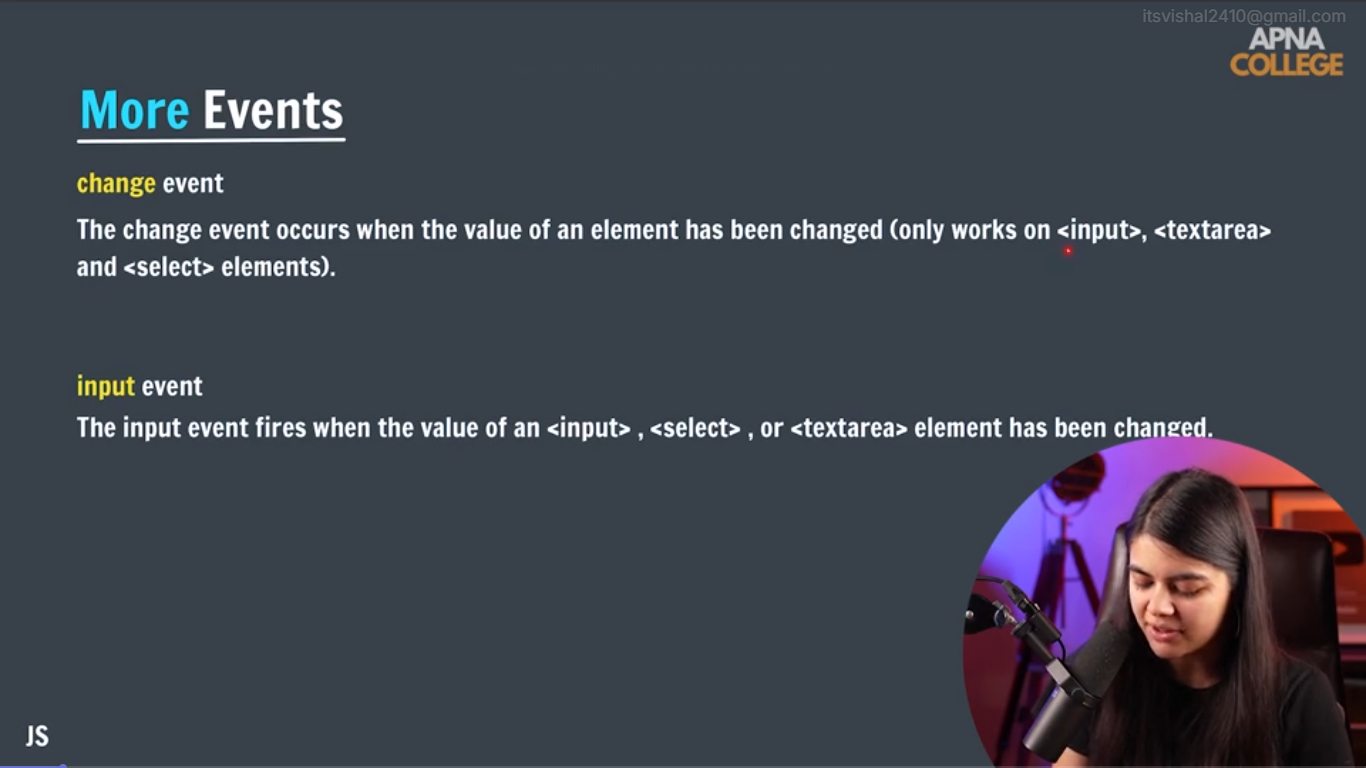 itsvishal2410@gmail.com
APNA
COLLEGE
More Events
change event
The change event occurs when the value of an element has been changed (only works on <input>, <textarea>
and <select> elements).
input event
The input event fires when the value of an <input> , <select> , or <textarea> element has been changed.
JS